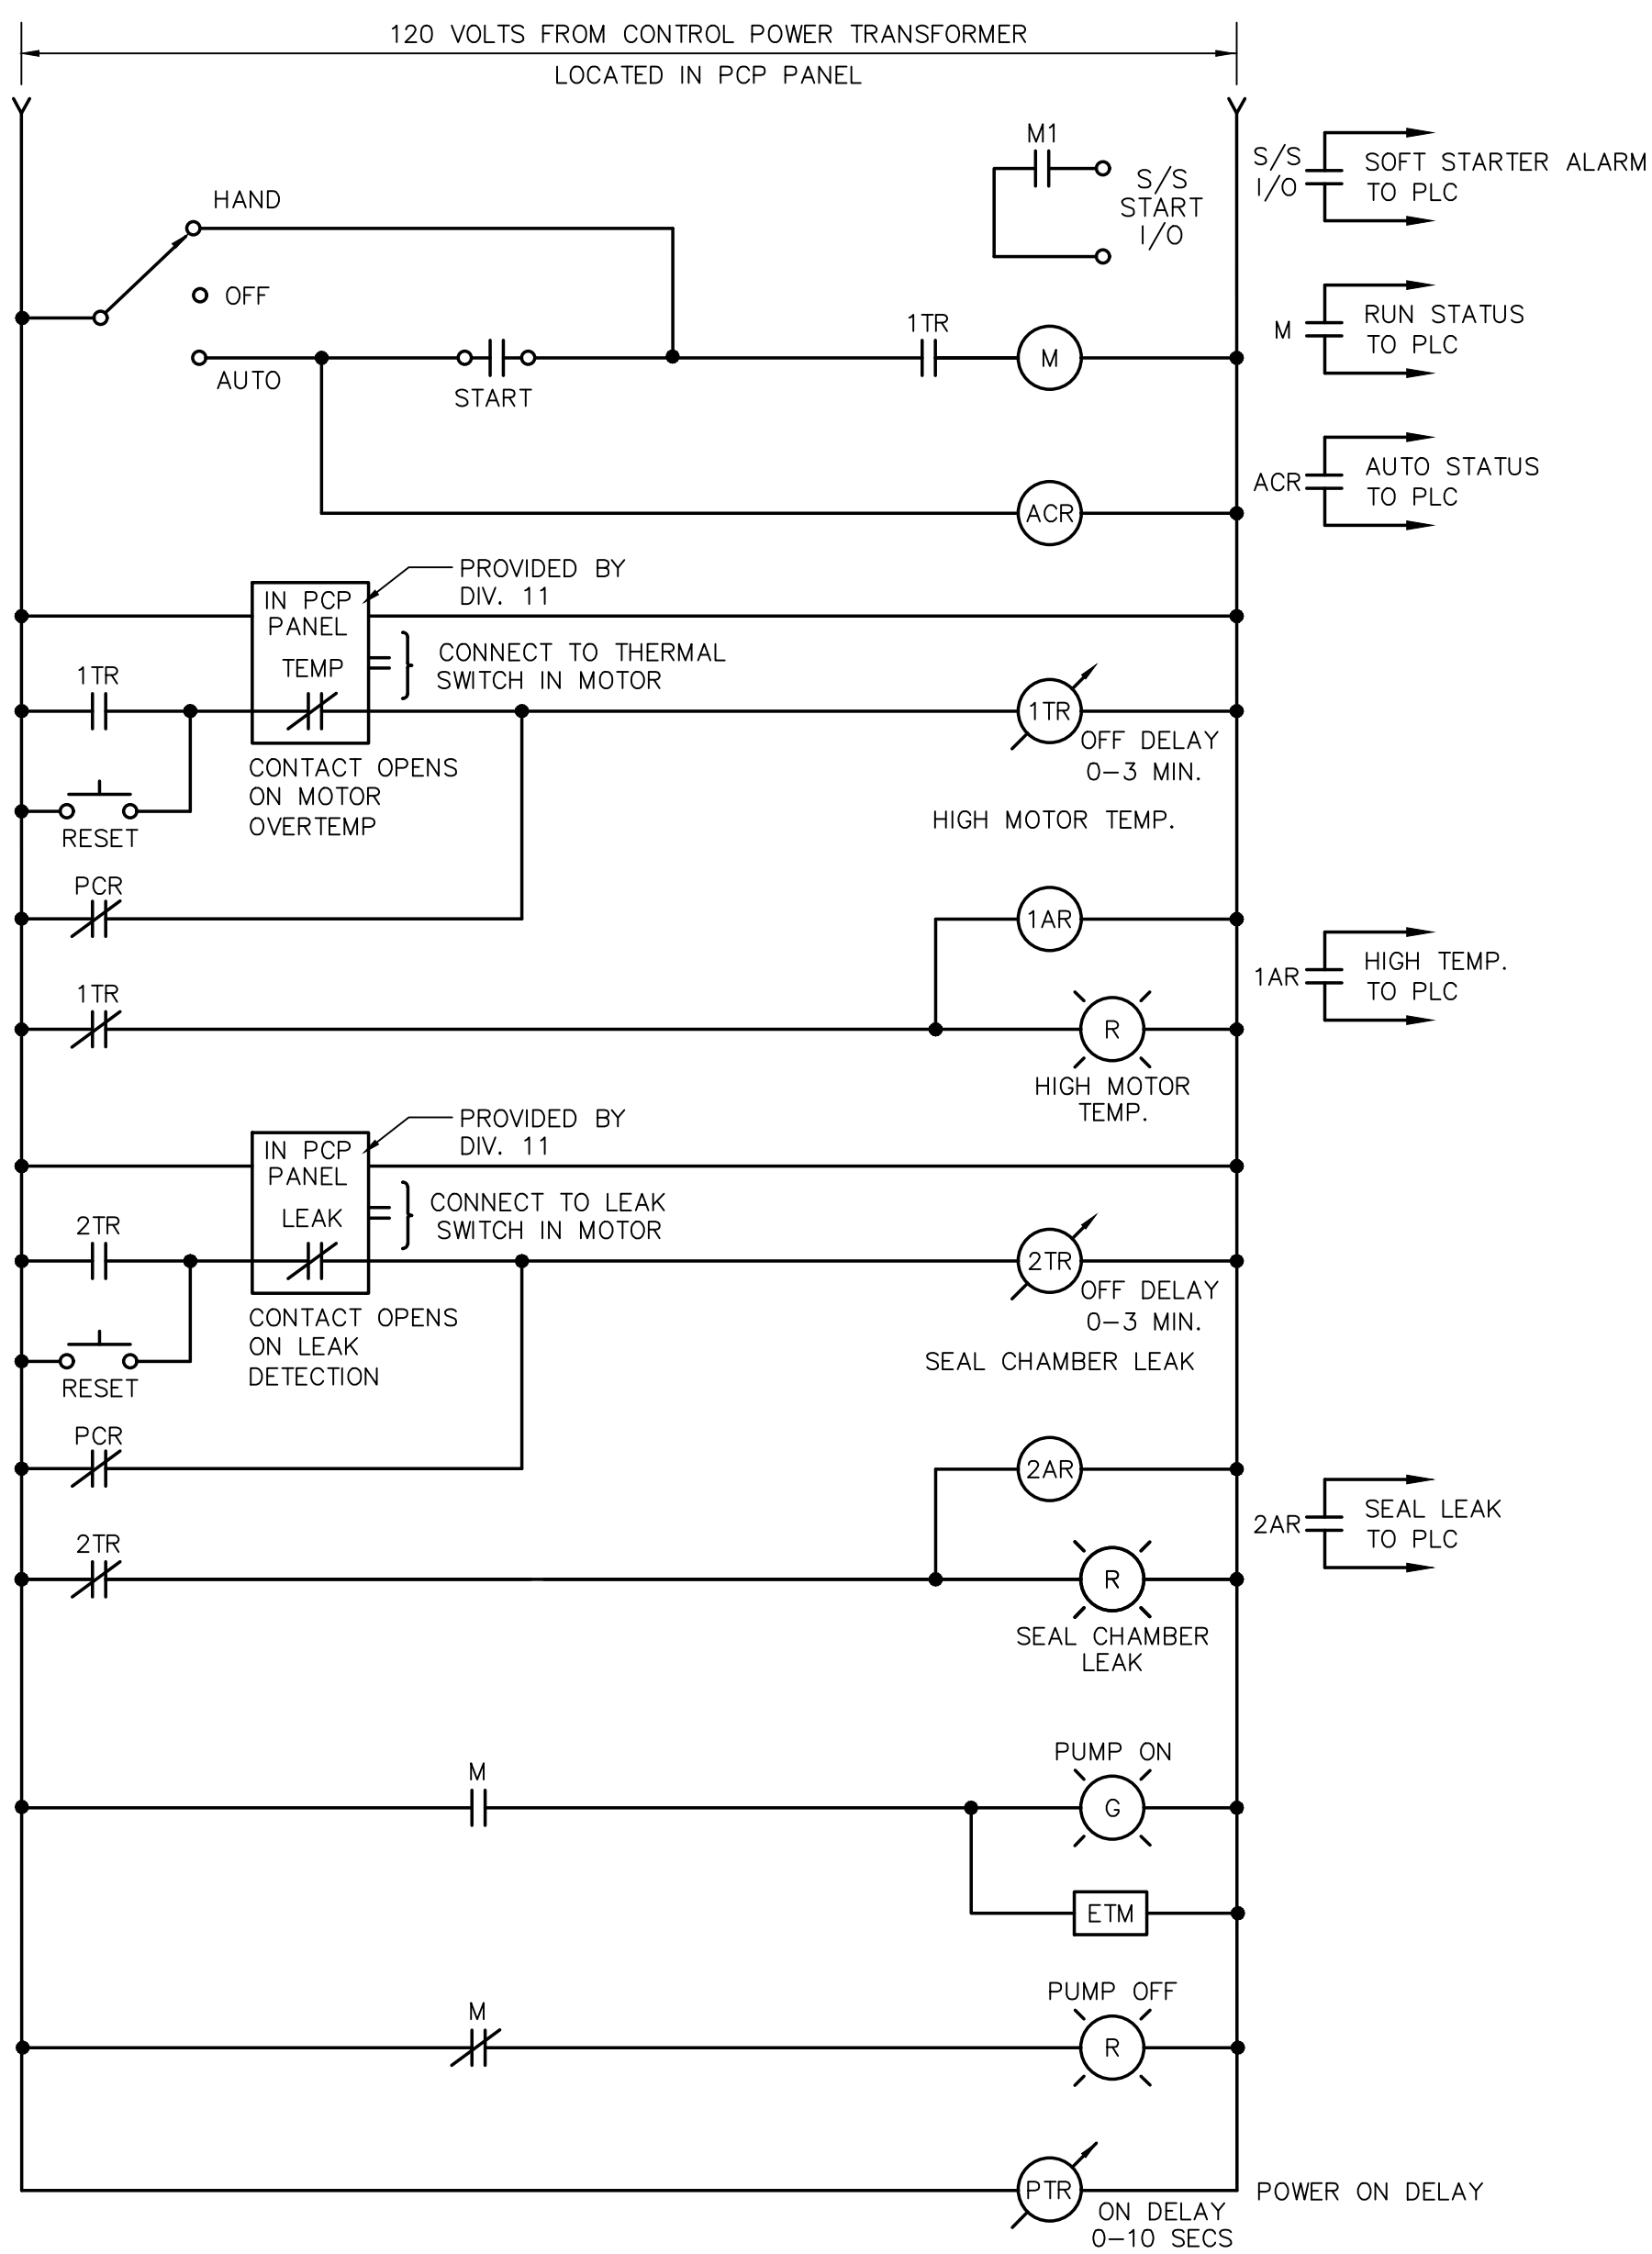 120 VOLTS FROM CONTROL POWER TRANSFORMER
LOCATED IN PCP PANEL
M1
S/S
START
I/O
S/S
I/O
SOFT STARTER ALARM
TO PLC
HAND
OFF
AUTO
START
1TR
M
M
RUN STATUS
TO PLC
ACR
ACR
AUTO STATUS
TO PLC
IN PCP
PANEL
TEMP
PROVIDED BY
DIV. 11
CONNECT TO THERMAL
SWITCH IN MOTOR
1TR
1TR
OFF DELAY
0-3 MIN.
CONTACT OPENS
ON MOTOR
OVERTEMP
RESET
HIGH MOTOR TEMP.
PCR
1AR
1AR
HIGH TEMP.
TO PLC
1TR
R
HIGH MOTOR
TEMP.
IN PCP
PANEL
LEAK
PROVIDED BY
DIV. 11
CONNECT TO LEAK
SWITCH IN MOTOR
2TR
2TR
OFF DELAY
0-3 MIN.
CONTACT OPENS
ON LEAK
DETECTION
RESET
SEAL CHAMBER LEAK
PCR
2AR
2AR
SEAL LEAK
TO PLC
2TR
R
SEAL CHAMBER
LEAK
PUMP ON
M
G
ETM
PUMP OFF
M
R
PTR
POWER ON DELAY
ON DELAY
0-10 SECS